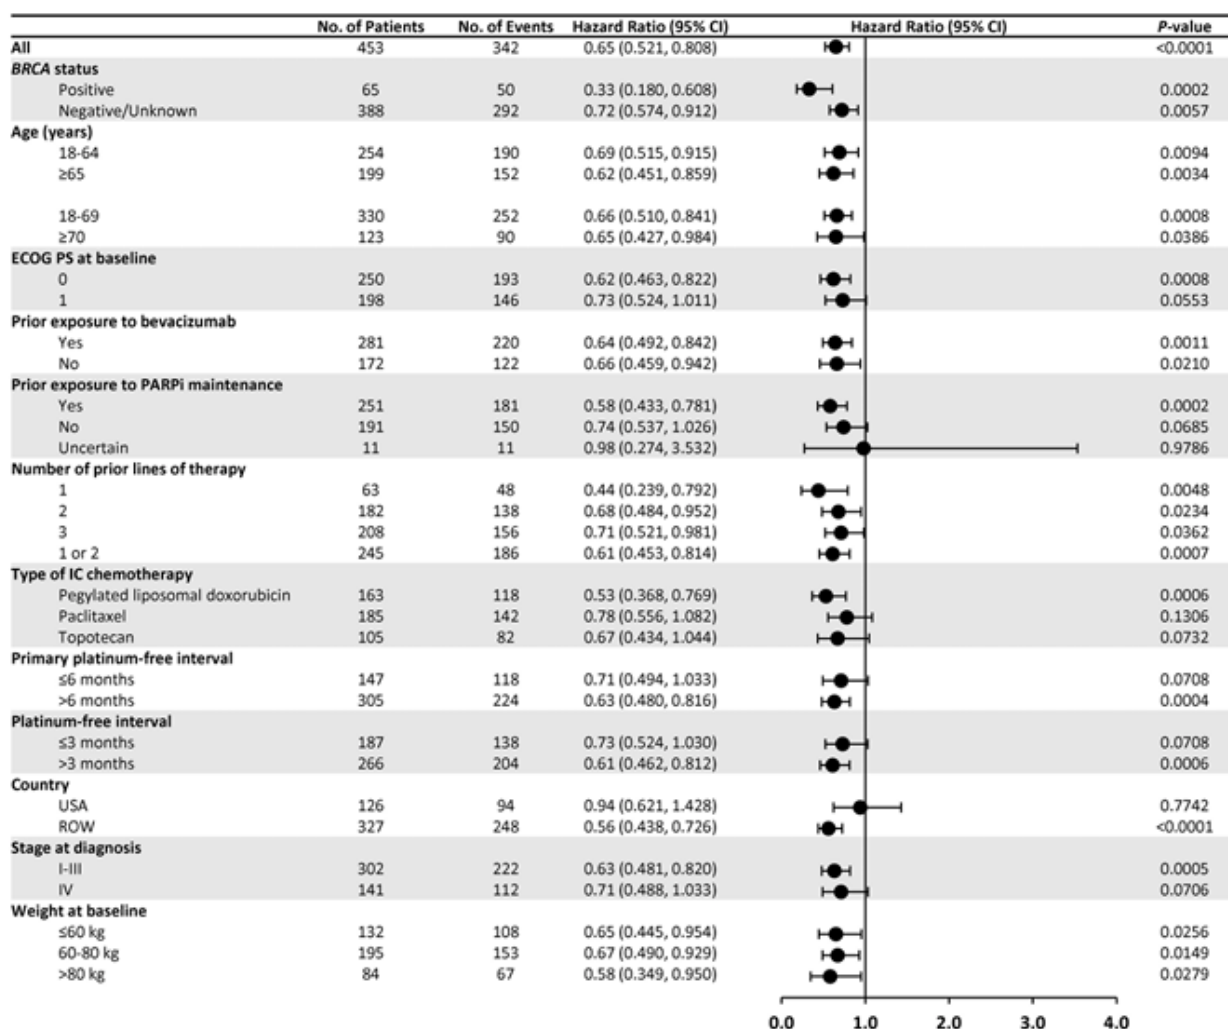 No. of Patients No. of Events Hazard Ratio (95% CI) Hazard Ratio (95% CI) P-value
All 453 342 0.65 (0.521, 0.808) <0.0001
BRCA status
Positive 65 50 0.33 (0.180, 0.608) 0.0002
Negative/Unknown 388 292 0.72 (0.574, 0.912) 0.0057
Age (years)
18-64 254 190 0.69 (0.515, 0.915) 0.0094
≥65 199 152 0.62 (0.451, 0.859) 0.0034
18-69 330 252 0.66 (0.510, 0.841) 0.0008
≥70 123 90 0.65 (0.427, 0.984) 0.0386
ECOG PS at baseline
0 250 193 0.62 (0.463, 0.822) 0.0008
1 198 146 0.73 (0.524, 1.011) 0.0553
Prior exposure to bevacizumab
Yes 281 220 0.64 (0.492, 0.842) 0.0011
No 172 122 0.66 (0.459, 0.942) 0.0210
Prior exposure to PARPi maintenance
Yes 251 181 0.58 (0.433, 0.781) 0.0002
No 191 150 0.74 (0.537, 1.026) 0.0685
Uncertain 11 11 0.98 (0.274, 3.532) 0.9786
Number of prior lines of therapy
1 63 48 0.44 (0.239, 0.792) 0.0048
2 182 138 0.68 (0.484, 0.952) 0.0234
3 208 156 0.71 (0.521, 0.981) 0.0362
1 or 2 245 186 0.61 (0.453, 0.814) 0.0007
Type of IC chemotherapy
Pegylated liposomal doxorubicin 163 118 0.53 (0.368, 0.769) 0.0006
Paclitaxel 185 142 0.78 (0.556, 1.082) 0.1306
Topotecan 105 82 0.67 (0.434, 1.044) 0.0732
Primary platinum-free interval
≤6 months 147 118 0.71 (0.494, 1.033) 0.0708
>6 months 305 224 0.63 (0.480, 0.816) 0.0004
Platinum-free interval
≤3 months 187 138 0.73 (0.524, 1.030) 0.0708
>3 months 266 204 0.61 (0.462, 0.812) 0.0006
Country
USA 126 94 0.94 (0.621, 1.428) 0.7742
ROW 327 248 0.56 (0.438, 0.726) <0.0001
Stage at diagnosis
I-III 302 222 0.63 (0.481, 0.820) 0.0005
IV 141 112 0.71 (0.488, 1.033) 0.0706
Weight at baseline
≤60 kg 132 108 0.65 (0.445, 0.954) 0.0256
60-80 kg 195 153 0.67 (0.490, 0.929) 0.0149
>80 kg 84 67 0.58 (0.349, 0.950) 0.0279
0.0 1.0 2.0 3.0 4.0